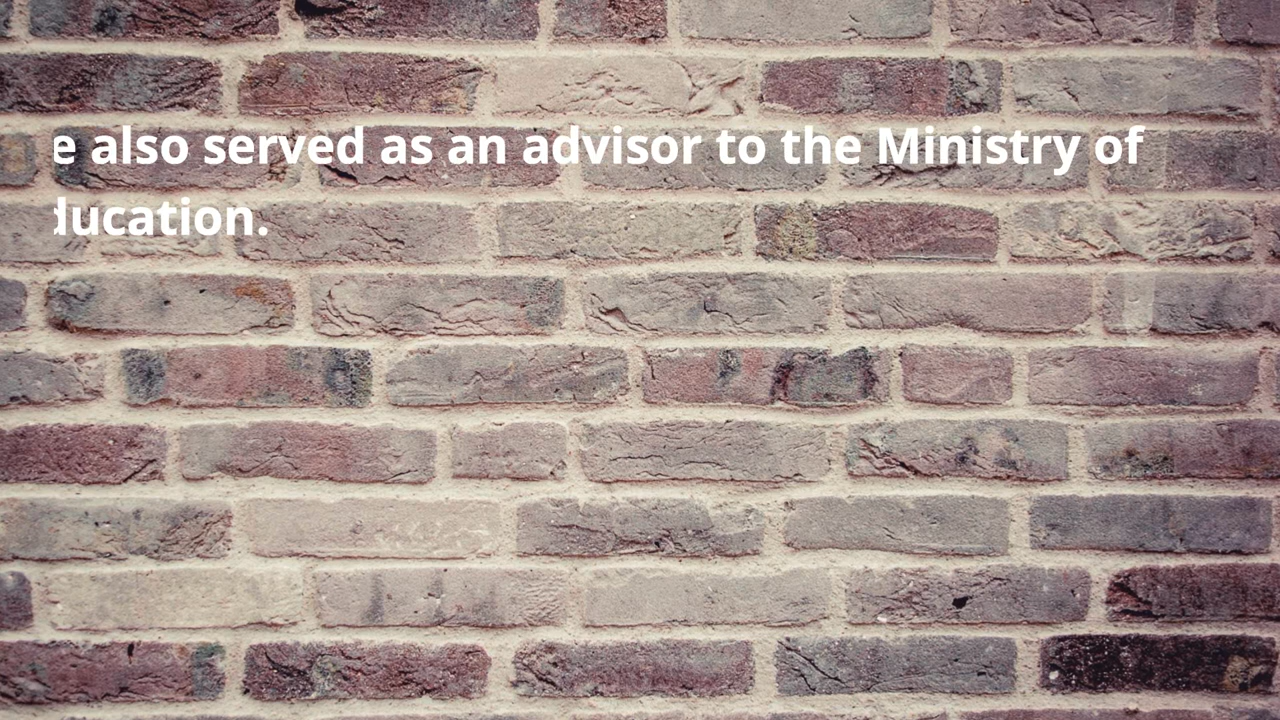 e also served as an advisor to the Ministry of
ducation.